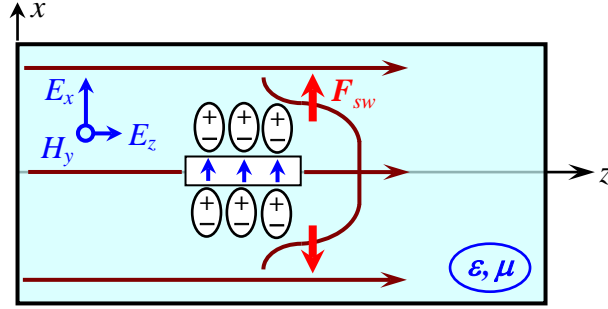 x
E_x
F_sw
+ + +
− − −
E_z
H_y
z
+ + +
− − −
ε, μ